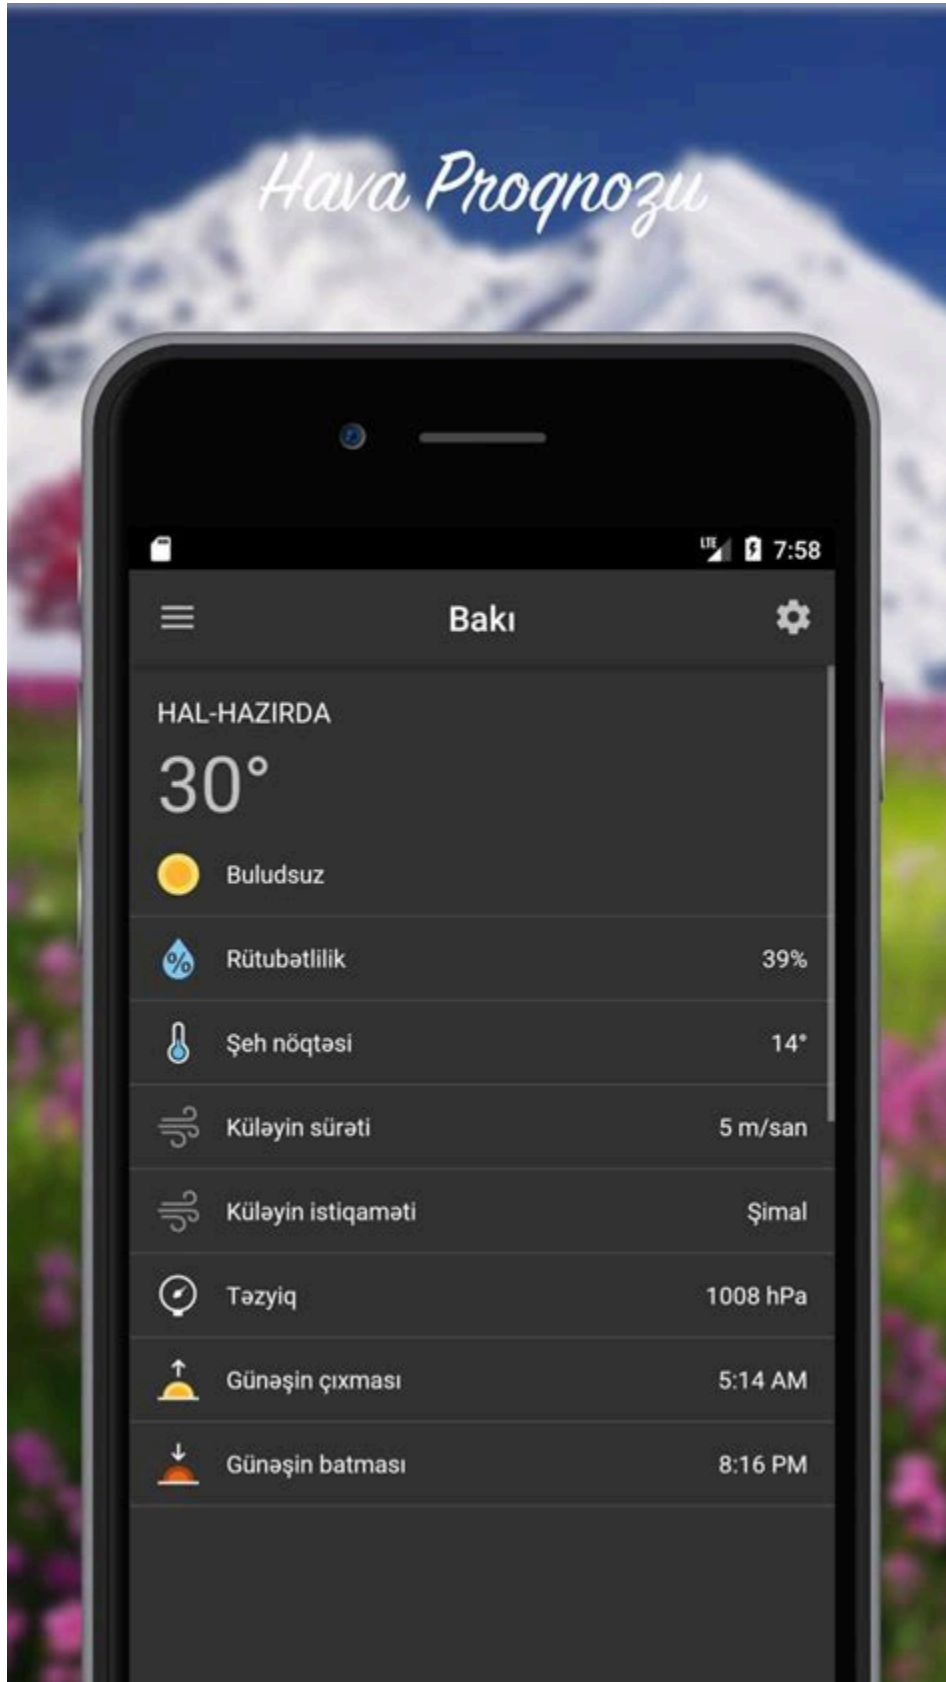 Hava Proqnozu
LTE 7:58
Bakı
HAL-HAZIRDA
30°
Buludsuz
% Rütubətlilik 39%
Şeh nöqtəsi 14°
Küləyin sürəti 5 m/san
Küləyin istiqaməti Şimal
Təzyiq 1008 hPa
Günəşin çıxması 5:14 AM
Günəşin batması 8:16 PM